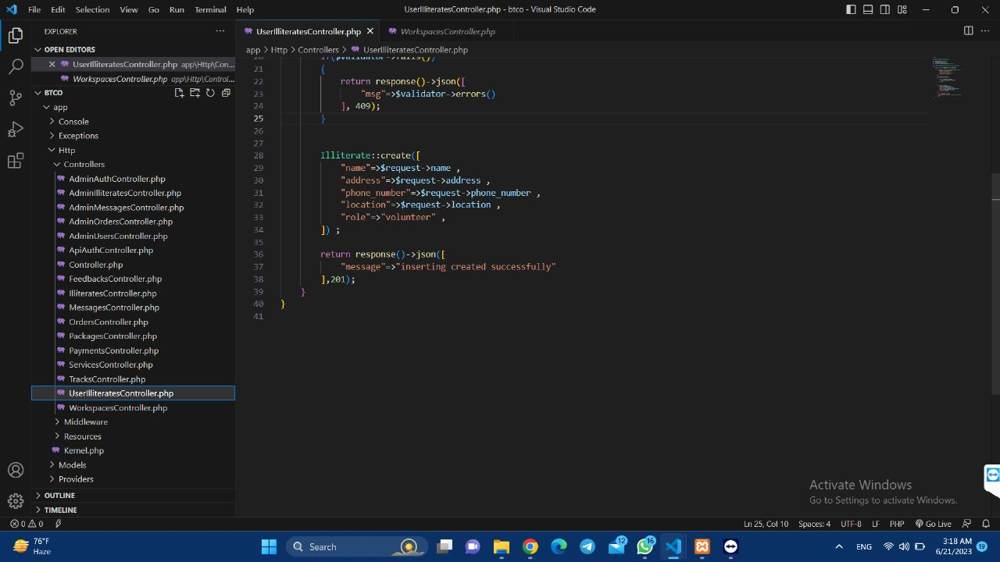 File Edit Selection View Go Run Terminal Help
UserIlliteratesController.php - btco - Visual Studio Code
EXPLORER
OPEN EDITORS
UserIlliteratesController.php app\Http\Con...
WorkspacesController.php app\Http\Control...
BTCO
app
Console
Exceptions
Http
Controllers
AdminAuthController.php
AdminIlliteratesController.php
AdminMessagesController.php
AdminOrdersController.php
AdminUsersController.php
ApiAuthController.php
Controller.php
FeedbacksController.php
IlliteratesController.php
MessagesController.php
OrdersController.php
PackagesController.php
PaymentsController.php
ServicesController.php
TracksController.php
UserIlliteratesController.php
WorkspacesController.php
Middleware
Resources
Kernel.php
Models
Providers
OUTLINE
TIMELINE
UserIlliteratesController.php
WorkspacesController.php
app > Http > Controllers > UserIlliteratesController.php
20 if($validator->fails())
21 {
22 return response()->json([
23 "msg"=>$validator->errors()
24 ], 409);
25 }
26
27
28 Illiterate::create([
29 "name"=>$request->name ,
30 "address"=>$request->address ,
31 "phone_number"=>$request->phone_number ,
32 "location"=>$request->location ,
33 "role"=>"volunteer" ,
34 ]) ;
35
36 return response()->json([
37 "message"=>"inserting created successfully"
38 ],201);
39 }
40 }
41
Activate Windows
Go to Settings to activate Windows.
0 0
Ln 25, Col 10 Spaces: 4 UTF-8 LF PHP Go Live
76°F
Haze
Search
12
16
ENG
3:18 AM
6/21/2023
19